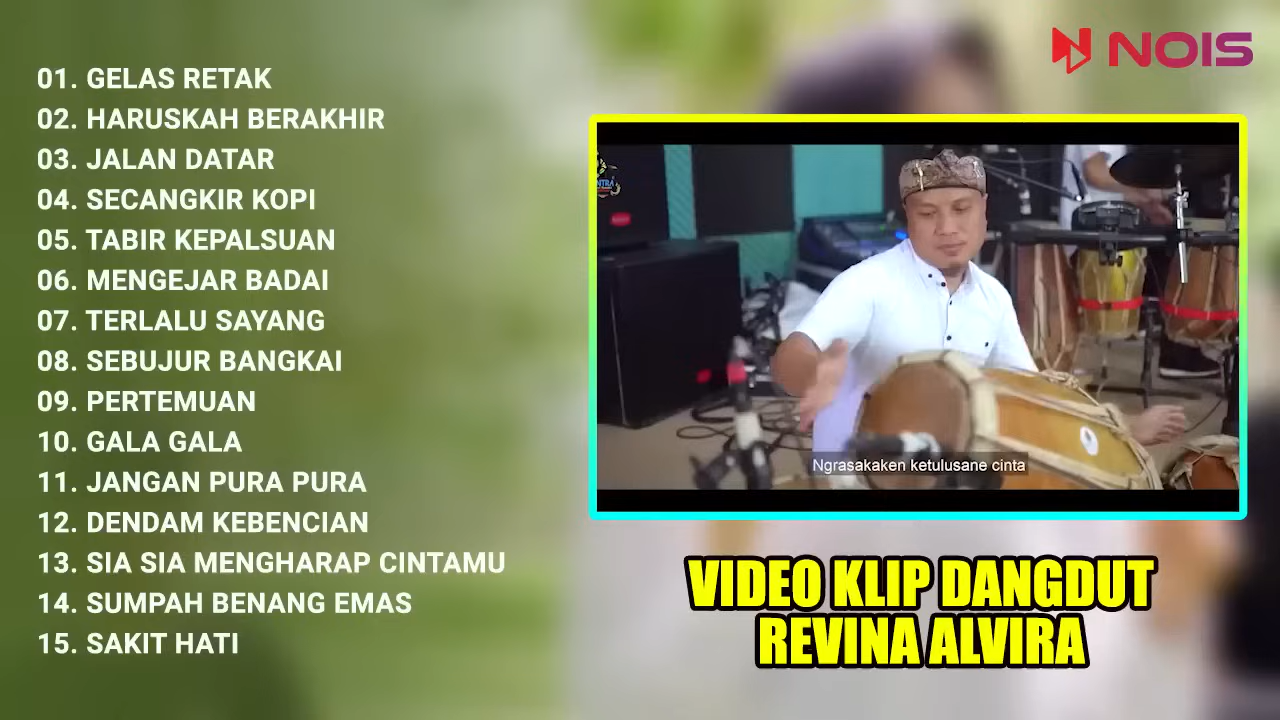 01. GELAS RETAK
02. HARUSKAH BERAKHIR
03. JALAN DATAR
04. SECANGKIR KOPI
05. TABIR KEPALSUAN
06. MENGEJAR BADAI
07. TERLALU SAYANG
08. SEBUJUR BANGKAI
09. PERTEMUAN
10. GALA GALA
11. JANGAN PURA PURA
12. DENDAM KEBENCIAN
13. SIA SIA MENGHARAP CINTAMU
14. SUMPAH BENANG EMAS
15. SAKIT HATI
NOIS
Ngrasakaken ketulusane cinta
VIDEO KLIP DANGDUT
REVINA ALVIRA